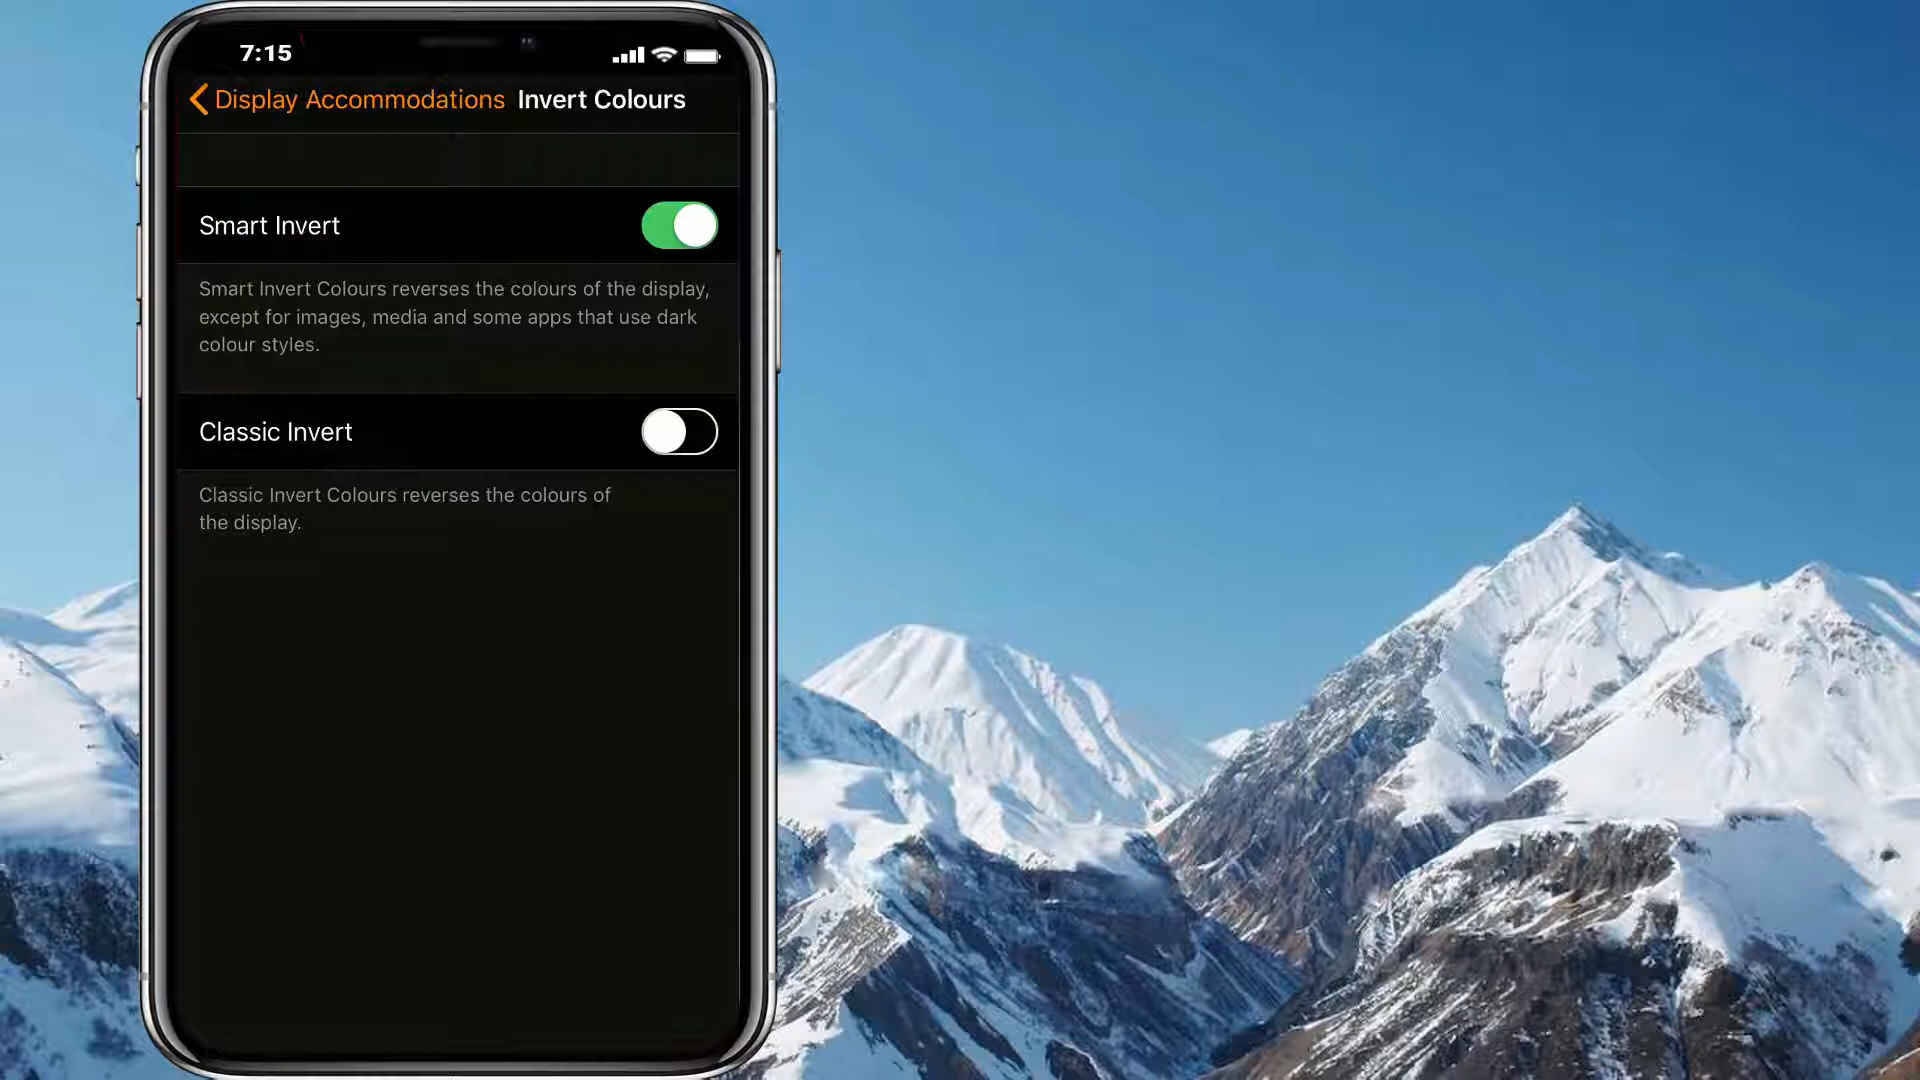 7:15
Display Accommodations Invert Colours
Smart Invert
Smart Invert Colours reverses the colours of the display,
except for images, media and some apps that use dark
colour styles.
Classic Invert
Classic Invert Colours reverses the colours of
the display.